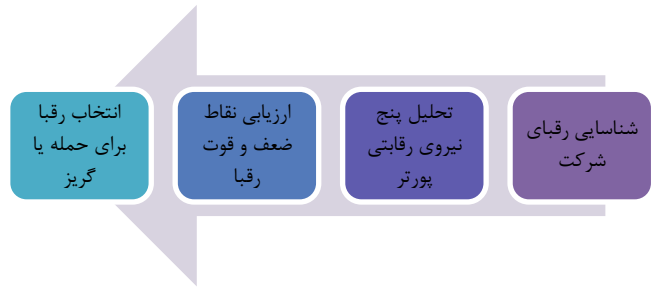 شناسایی رقبای
شرکت
تحلیل پنج
نیروی رقابتی
پورتر
ارزیابی نقاط
ضعف و قوت
رقبا
انتخاب رقبا
برای حمله یا
گریز